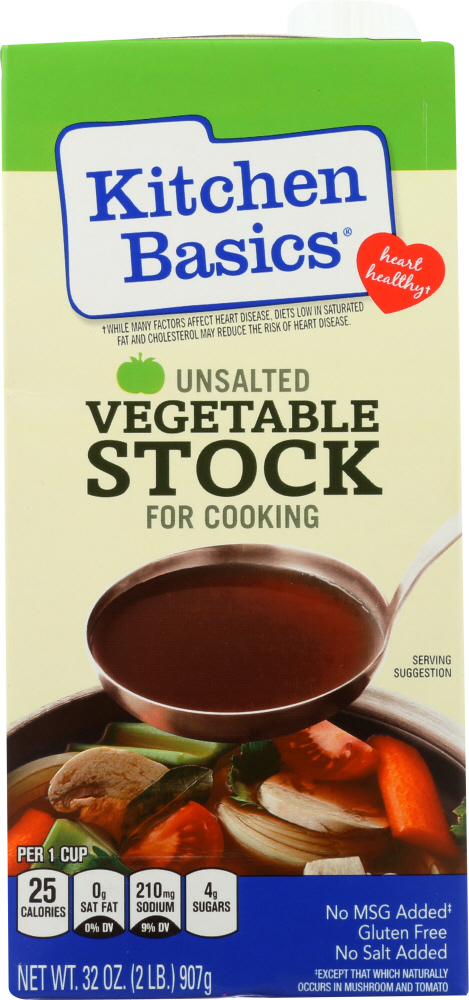 Kitchen
Basics®
heart
healthy†
†WHILE MANY FACTORS AFFECT HEART DISEASE, DIETS LOW IN SATURATED
FAT AND CHOLESTEROL MAY REDUCE THE RISK OF HEART DISEASE.
UNSALTED
VEGETABLE
STOCK
FOR COOKING
SERVING
SUGGESTION
PER 1 CUP
25
CALORIES
0g
SAT FAT
0% DV
210mg
SODIUM
9% DV
4g
SUGARS
No MSG Added‡
Gluten Free
No Salt Added
‡EXCEPT THAT WHICH NATURALLY
OCCURS IN MUSHROOM AND TOMATO
NET WT. 32 OZ. (2 LB.) 907g